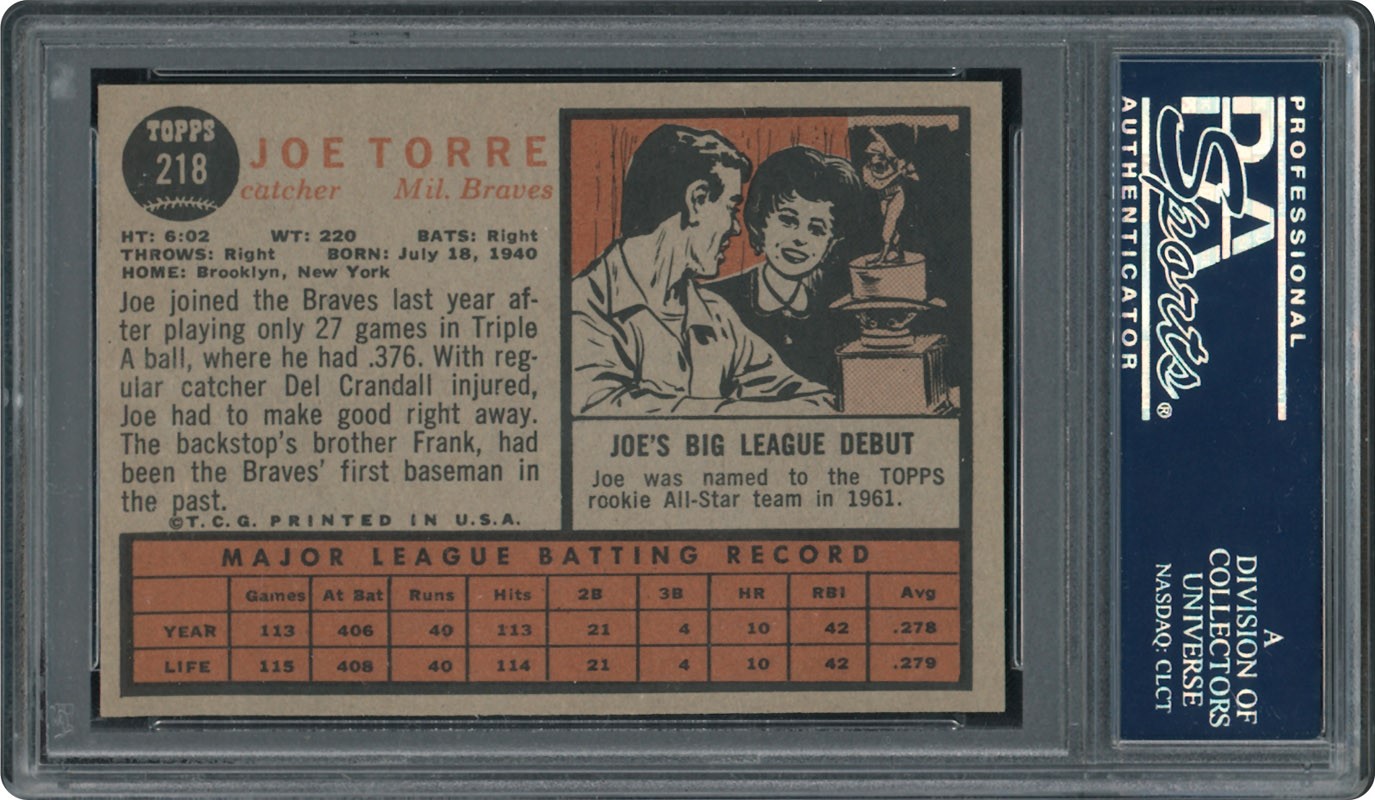 TOPPS
218
JOE TORRE
catcher Mil. Braves
HT: 6:02 WT: 220 BATS: Right
THROWS: Right BORN: July 18, 1940
HOME: Brooklyn, New York
Joe joined the Braves last year af-
ter playing only 27 games in Triple
A ball, where he had .376. With reg-
ular catcher Del Crandall injured,
Joe had to make good right away.
The backstop's brother Frank, had
been the Braves' first baseman in
the past.
©T.C.G. PRINTED IN U.S.A.
JOE'S BIG LEAGUE DEBUT
Joe was named to the TOPPS
rookie All-Star team in 1961.
MAJOR LEAGUE BATTING RECORD
Games At Bat Runs Hits 2B 3B HR RBI Avg
YEAR 113 406 40 113 21 4 10 42 .278
LIFE 115 408 40 114 21 4 10 42 .279
PROFESSIONAL
PSA
Sports®
AUTHENTICATOR
A
DIVISION OF
COLLECTORS
UNIVERSE
NASDAQ: CLCT